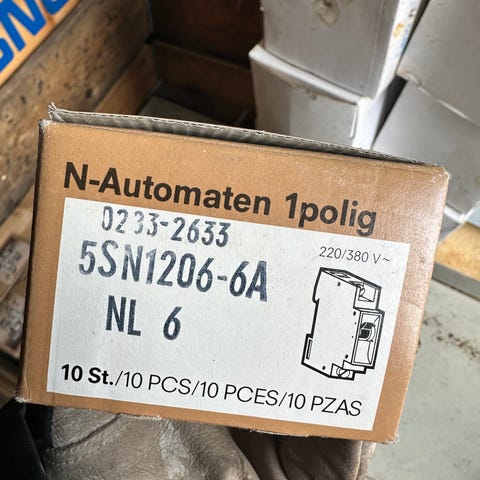 N-Automaten 1polig
0233-2633
5SN1206-6A
220/380 V~
NL 6
10 St./10 PCS/10 PCES/10 PZAS